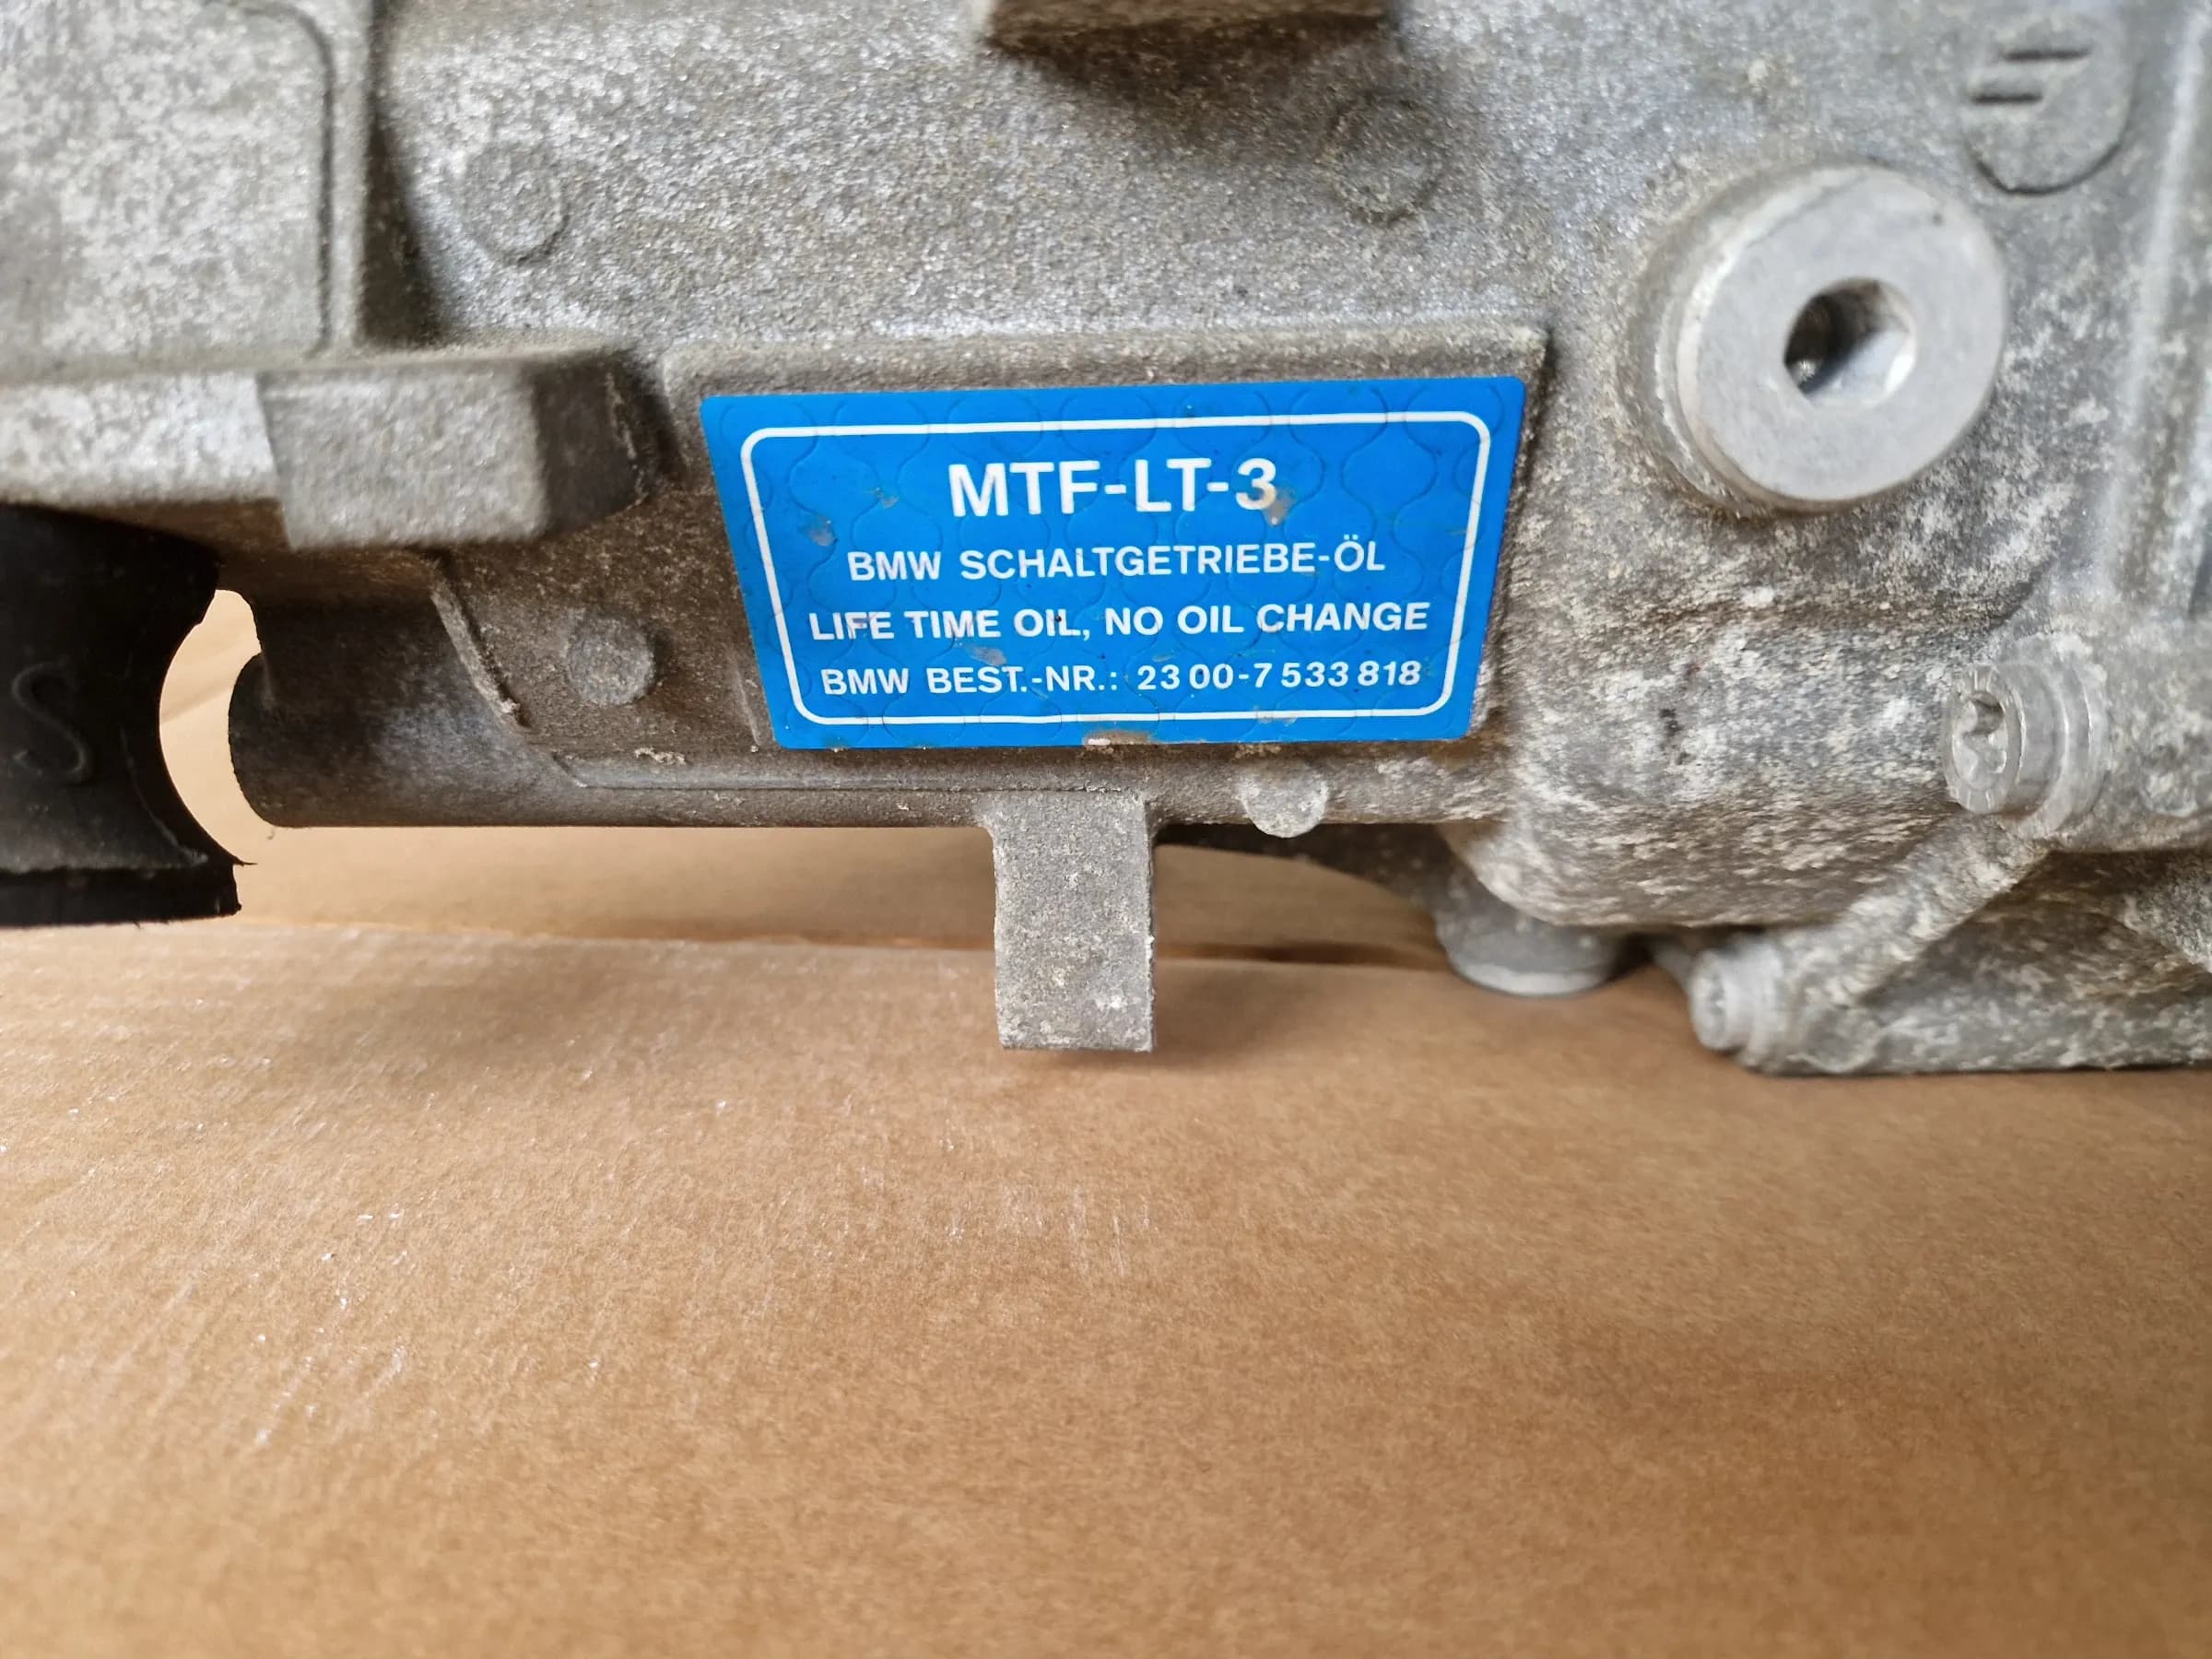 MTF-LT-3
BMW SCHALTGETRIEBE-ÖL
LIFE TIME OIL, NO OIL CHANGE
BMW BEST.-NR.: 23 00-7 533 818
S